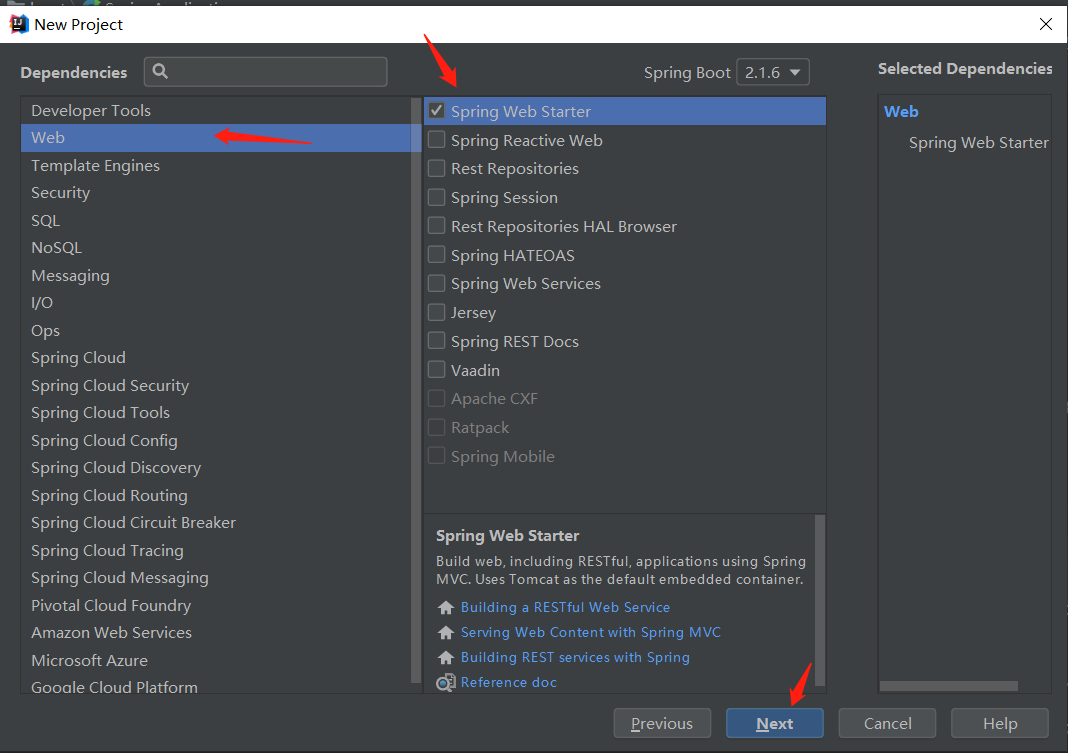 New Project
Dependencies
Spring Boot 2.1.6
Selected Dependencies
Developer Tools
Web
Template Engines
Security
SQL
NoSQL
Messaging
I/O
Ops
Spring Cloud
Spring Cloud Security
Spring Cloud Tools
Spring Cloud Config
Spring Cloud Discovery
Spring Cloud Routing
Spring Cloud Circuit Breaker
Spring Cloud Tracing
Spring Cloud Messaging
Pivotal Cloud Foundry
Amazon Web Services
Microsoft Azure
Google Cloud Platform
Spring Web Starter
Spring Reactive Web
Rest Repositories
Spring Session
Rest Repositories HAL Browser
Spring HATEOAS
Spring Web Services
Jersey
Spring REST Docs
Vaadin
Apache CXF
Ratpack
Spring Mobile
Spring Web Starter
Build web, including RESTful, applications using Spring
MVC. Uses Tomcat as the default embedded container.
Building a RESTful Web Service
Serving Web Content with Spring MVC
Building REST services with Spring
Reference doc
Web
Spring Web Starter
Previous
Next
Cancel
Help